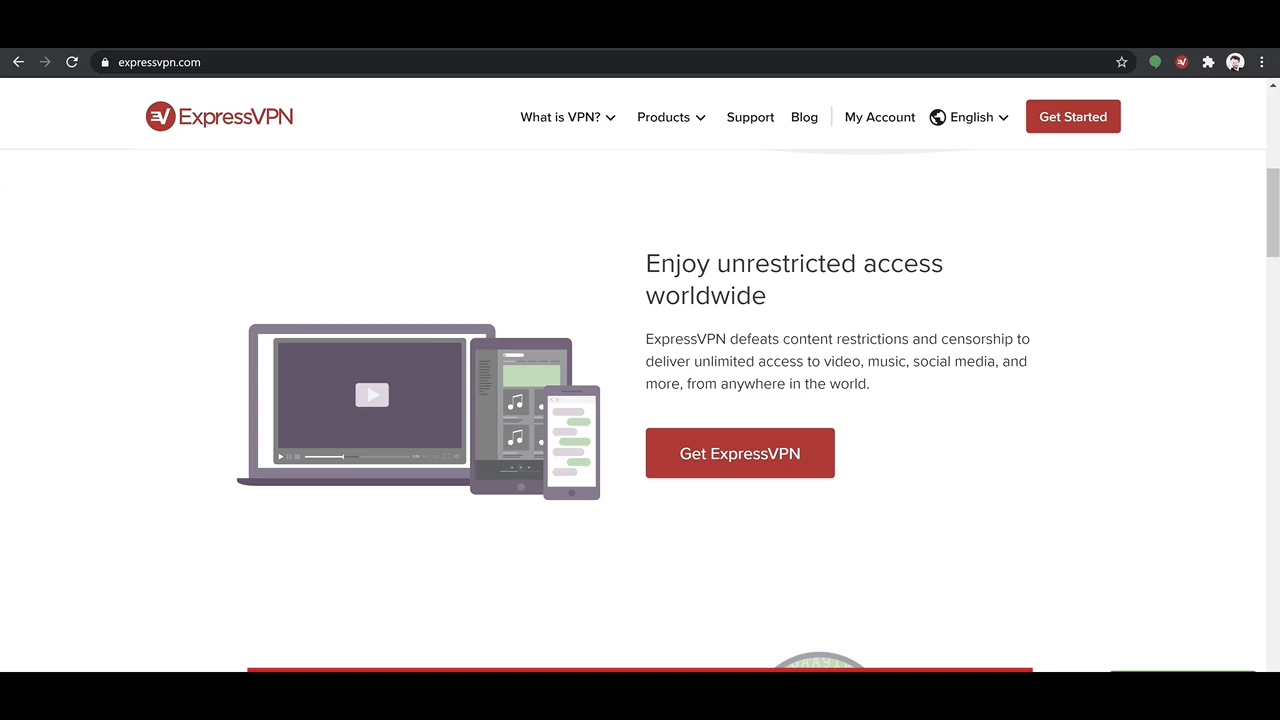 expressvpn.com
ExpressVPN
What is VPN?
Products
Support
Blog
My Account
English
Get Started
Enjoy unrestricted access
worldwide
ExpressVPN defeats content restrictions and censorship to
deliver unlimited access to video, music, social media, and
more, from anywhere in the world.
Get ExpressVPN